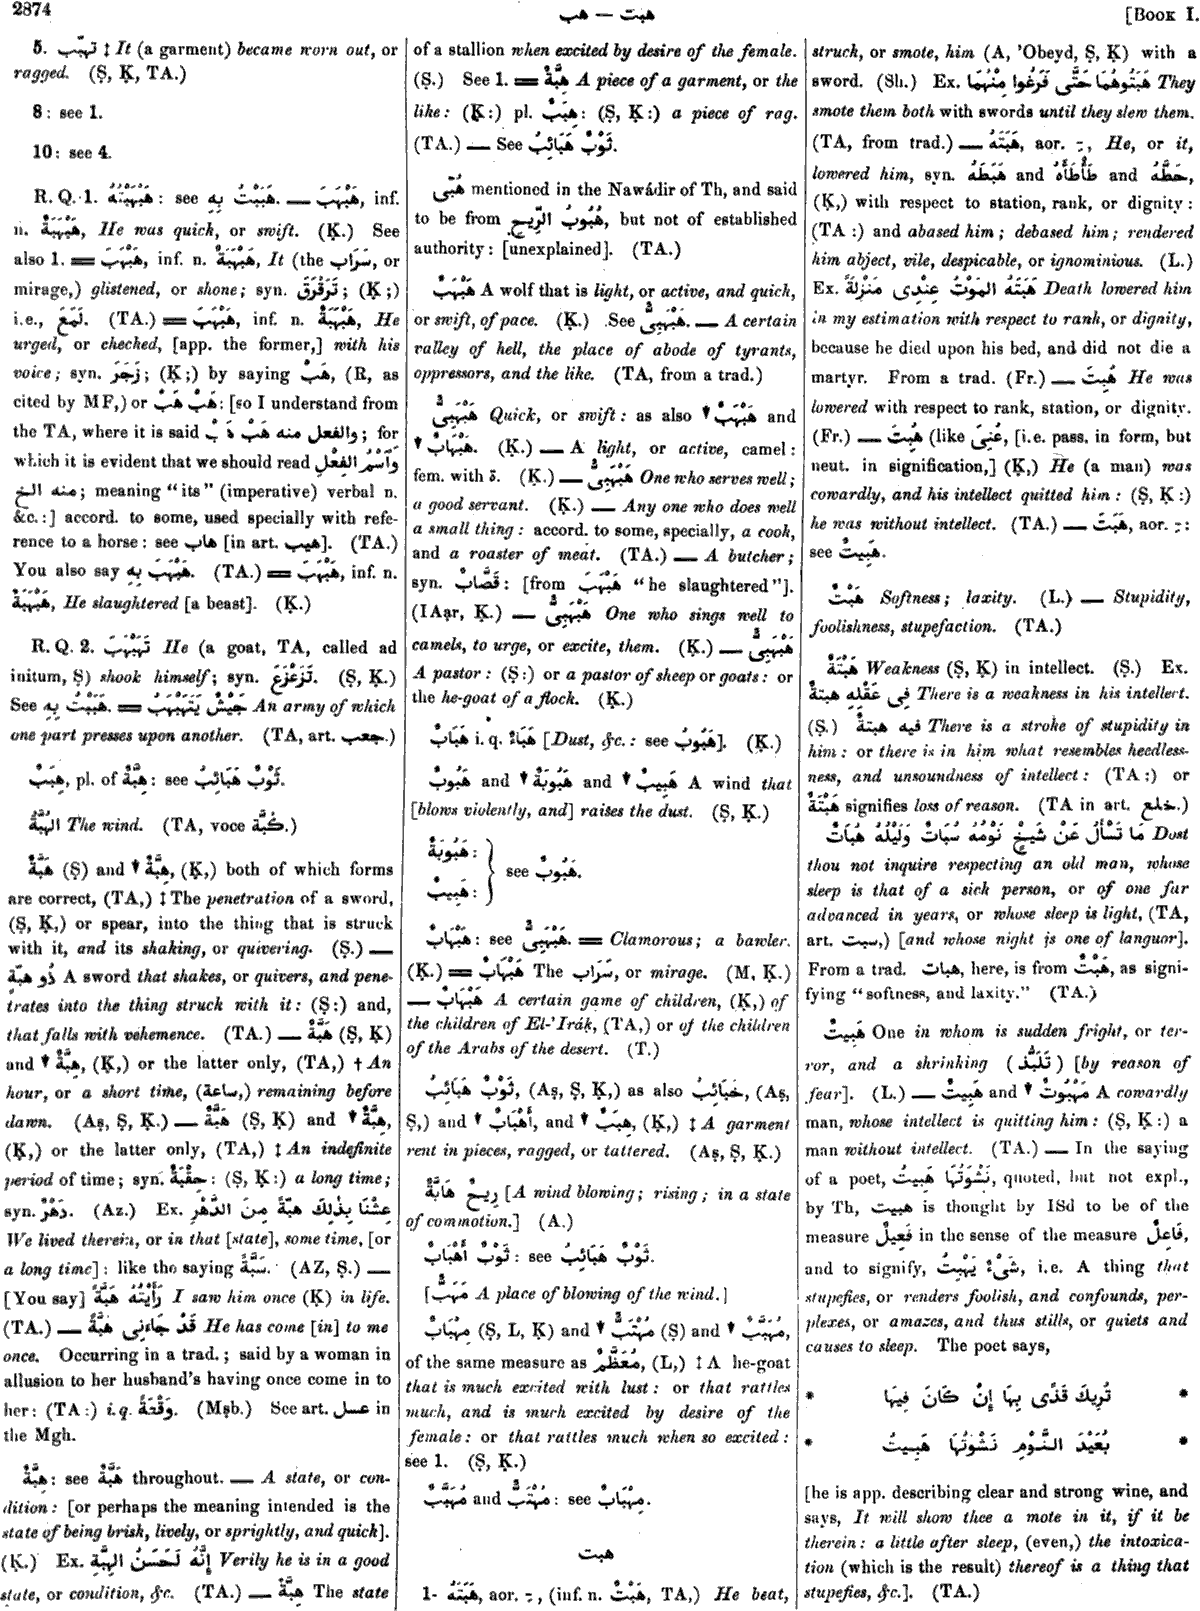 2874
هبت — هب
[BOOK I.
5. تَهَبَّبَ ‡ It (a garment) became worn out, or
ragged. (Ṣ, Ḳ, TA.)
8: see 1.
10: see 4.
R. Q. 1. هَبْهَبْتُهُ: see هَبَبْتُ بِهِ. — هَبْهَبَ, inf.
n. هَبْهَبَةٌ, He was quick, or swift. (Ḳ.) See
also 1. = هَبْهَبَ, inf. n. هَبْهَبَةٌ, It (the سَرَاب, or
mirage,) glistened, or shone; syn. تَرَقْرَقَ; (Ḳ;)
i.e., لَمَعَ. (TA.) = هَبْهَبَ, inf. n. هَبْهَبَةٌ, He
urged, or checked, [app. the former,] with his
voice; syn. زَجَرَ; (Ḳ;) by saying هَبْ, (R, as
cited by MF,) or هَبْ هَبْ: [so I understand from
the TA, where it is said والفعل منه هَبْ هَ بْ; for
which it is evident that we should read وَٱسْمُ الفِعْلِ
منه الخ; meaning "its" (imperative) verbal n.
&c.:] accord. to some, used specially with refe-
rence to a horse: see هاب [in art. هيب]. (TA.)
You also say هَبْهَبَ بِهِ. (TA.) = هَبْهَبَ, inf. n.
هَبْهَبَةٌ, He slaughtered [a beast]. (Ḳ.)
R. Q. 2. تَهَبْهَبَ He (a goat, TA, called ad
initum, Ṣ) shook himself; syn. تَزَعْزَعَ. (Ṣ, Ḳ.)
See هَبَبْتُ بِهِ. = جَيْشٌ يَتَهَبْهَبُ An army of which
one part presses upon another. (TA, art. جعب.)
هِبَبٌ, pl. of هِبَّةٌ: see ثَوْبٌ هَبَائِبُ.
الهَبَّةُ The wind. (TA, voce كُبَّة.)
هَبَّةٌ (Ṣ) and ▾ هِبَّةٌ, (Ḳ,) both of which forms
are correct, (TA,) ‡ The penetration of a sword,
(Ṣ, Ḳ,) or spear, into the thing that is struck
with it, and its shaking, or quivering. (Ṣ.) —
ذُو هبّة A sword that shakes, or quivers, and pene-
trates into the thing struck with it: (Ṣ:) and,
that falls with vehemence. (TA.) — هَبَّةٌ (Ṣ, Ḳ)
and ▾ هِبَّةٌ, (Ḳ,) or the latter only, (TA,) † An
hour, or a short time, (ساعة,) remaining before
dawn. (Aṣ, Ṣ, Ḳ.) — هَبَّةٌ (Ṣ, Ḳ) and ▾ هِبَّةٌ,
(Ḳ,) or the latter only, (TA,) ‡ An indefinite
period of time; syn. حِقْبَةٌ: (Ṣ, Ḳ:) a long time;
syn. دَهْرٌ. (Az.) Ex. عِشْنَا بِذٰلِكَ هِبَّةً مِنَ الدَّهْرِ
We lived therein, or in that [state], some time, [or
a long time]: like the saying سَبَّةً. (AZ, Ṣ.) —
[You say] رَأَيْتُهُ هَبَّةً I saw him once (Ḳ) in life.
(TA.) — قَدْ جَاءَنِى هَبَّةً He has come [in] to me
once. Occurring in a trad.; said by a woman in
allusion to her husband's having once come in to
her: (TA:) i. q. وَقْعَةً. (Mṣb.) See art. عسل in
the Mgh.
هِبَّةٌ: see هَبَّةٌ throughout. — A state, or con-
dition: [or perhaps the meaning intended is the
state of being brisk, lively, or sprightly, and quick].
(Ḳ.) Ex. إِنَّهُ لَحَسَنُ الهِبَّةِ Verily he is in a good
state, or condition, &c. (TA.) — هِبَّةٌ The state
of a stallion when excited by desire of the female.
(Ṣ.) See 1. = هِبَّةٌ A piece of a garment, or the
like: (Ḳ:) pl. هِبَبٌ: (Ṣ, Ḳ:) a piece of rag.
(TA.) — See ثَوْبٌ هَبَائِبُ.
هُبَّى mentioned in the Nawádir of Th, and said
to be from هُبُوبُ الرِّيحِ, but not of established
authority: [unexplained]. (TA.)
هَبْهَبٌ A wolf that is light, or active, and quick,
or swift, of pace. (Ḳ.) See هَبْهَبِىٌّ. — A certain
valley of hell, the place of abode of tyrants,
oppressors, and the like. (TA, from a trad.)
هَبْهَبِىٌّ Quick, or swift: as also ▾ هَبْهَبٌ and
▾ هَبْهَابٌ. (Ḳ.) — A light, or active, camel:
fem. with ة. (Ḳ.) — هَبْهَبِىٌّ One who serves well;
a good servant. (Ḳ.) — Any one who does well
a small thing: accord. to some, specially, a cook,
and a roaster of meat. (TA.) — A butcher;
syn. قَصَّابٌ: [from هَبْهَبَ "he slaughtered"].
(IAạr, Ḳ.) — هَبْهَبِىٌّ One who sings well to
camels, to urge, or excite, them. (Ḳ.) — هَبْهَبِىٌّ
A pastor: (Ṣ:) or a pastor of sheep or goats: or
the he-goat of a flock. (Ḳ.)
هَبَابٌ i. q. هَبَاءٌ [Dust, &c.: see هَبُوبٌ]. (Ḳ.)
هَبُوبٌ and ▾ هَبُوبَةٌ and ▾ هَبِيبٌ A wind that
[blows violently, and] raises the dust. (Ṣ, Ḳ.)
هَبُوبَةٌ:
هَبِيبٌ:
see هَبُوبٌ.
هَبْهَابٌ: see هَبْهَبِىٌّ. = Clamorous; a bawler.
(Ḳ.) = هَبْهَابٌ The سَرَاب, or mirage. (M, Ḳ.)
— هَبْهَابٌ A certain game of children, (Ḳ,) of
the children of El-'Irák, (TA,) or of the children
of the Arabs of the desert. (T.)
ثَوْبٌ هَبَائِبُ, (Aṣ, Ṣ, Ḳ,) as also خَبَائِبُ, (Aṣ,
Ṣ,) and ▾ أَهْبَابٌ, and ▾ هِبَبٌ, (Ḳ,) ‡ A garment
rent in pieces, ragged, or tattered. (Aṣ, Ṣ, Ḳ.)
رِيحٌ هَابَّةٌ [A wind blowing; rising; in a state
of commotion.] (A.)
ثَوْبٌ أَهْبَابٌ: see ثَوْبٌ هَبَائِبُ.
[مَهَبٌّ A place of blowing of the wind.]
مِهْبَابٌ (Ṣ, L, Ḳ) and ▾ مُهْتَبٌّ (Ṣ) and ▾ مُهَبَّبٌ,
of the same measure as مُعَظَّمٌ, (L,) ‡ A he-goat
that is much excited with lust: or that rattles
much, and is much excited by desire of the
female: or that rattles much when so excited:
see 1. (Ṣ, Ḳ.)
مُهَبَّبٌ and مُهْتَبٌّ: see مِهْبَابٌ.
هبت
1- هَبَتَهُ, aor. ـِ, (inf. n. هَبْتٌ, TA,) He beat,
struck, or smote, him (A, 'Obeyd, Ṣ, Ḳ) with a
sword. (Sh.) Ex. هَبَتُوهُمَا حَتَّى فَرَغُوا مِنْهُمَا They
smote them both with swords until they slew them.
(TA, from trad.) — هَبَتَهُ, aor. ـِ, He, or it,
lowered him, syn. هَبَطَهُ and طَأْطَأَهُ and حَطَّهُ,
(Ḳ,) with respect to station, rank, or dignity:
(TA:) and abased him; debased him; rendered
him abject, vile, despicable, or ignominious. (L.)
Ex. هَبَتَهُ المَوْتُ عِنْدِى مَنْزِلَةً Death lowered him
in my estimation with respect to rank, or dignity,
because he died upon his bed, and did not die a
martyr. From a trad. (Fr.) — هُبِتَ He was
lowered with respect to rank, station, or dignity.
(Fr.) — هُبِتَ (like عُنِىَ, [i.e. pass. in form, but
neut. in signification,] (Ḳ,) He (a man) was
cowardly, and his intellect quitted him: (Ṣ, Ḳ:)
he was without intellect. (TA.) — هَبَتَ, aor. ـِ:
see هَبِيتٌ.
هَبْتٌ Softness; laxity. (L.) — Stupidity,
foolishness, stupefaction. (TA.)
هَبْتَةٌ Weakness (Ṣ, Ḳ) in intellect. (Ṣ.) Ex.
فِى عَقْلِهِ هبتةٌ There is a weakness in his intellect.
(Ṣ.) فيه هبتةٌ There is a stroke of stupidity in
him: or there is in him what resembles heedless-
ness, and unsoundness of intellect: (TA:) or
هَبْتَةٌ signifies loss of reason. (TA in art. خلع.)
مَا تَسْأَلُ عَنْ شَيْخٍ نَوْمُهُ سُبَاتٌ وَلَيْلُهُ هُبَاتٌ Dost
thou not inquire respecting an old man, whose
sleep is that of a sick person, or of one far
advanced in years, or whose sleep is light, (TA,
art. سبت,) [and whose night is one of languor].
From a trad. هبات, here, is from هَبْتٌ, as signi-
fying "softness, and laxity." (TA.)
هَبِيتٌ One in whom is sudden fright, or ter-
ror, and a shrinking (تَلَبُّد) [by reason of
fear]. (L.) — هَبِيتٌ and ▾ مَهْبُوتٌ A cowardly
man, whose intellect is quitting him: (Ṣ, Ḳ:) a
man without intellect. (TA.) — In the saying
of a poet, نَشْوَتُهَا هَبِيتُ, quoted, but not expl.,
by Th, هبيت is thought by ISd to be of the
measure فَعِيلٌ in the sense of the measure فَاعِلٌ,
and to signify, شَىْءٌ يَهْبِتُ, i.e. A thing that
stupefies, or renders foolish, and confounds, per-
plexes, or amazes, and thus stills, or quiets and
causes to sleep. The poet says,
* تُرِيكَ قَذًى بِهَا إِنْ كَانَ فِيهَا *
* بُعَيْدَ النَّوْمِ نَشْوَتُهَا هَبِيتُ *
[he is app. describing clear and strong wine, and
says, It will show thee a mote in it, if it be
therein: a little after sleep, (even,) the intoxica-
tion (which is the result) thereof is a thing that
stupefies, &c.]. (TA.)